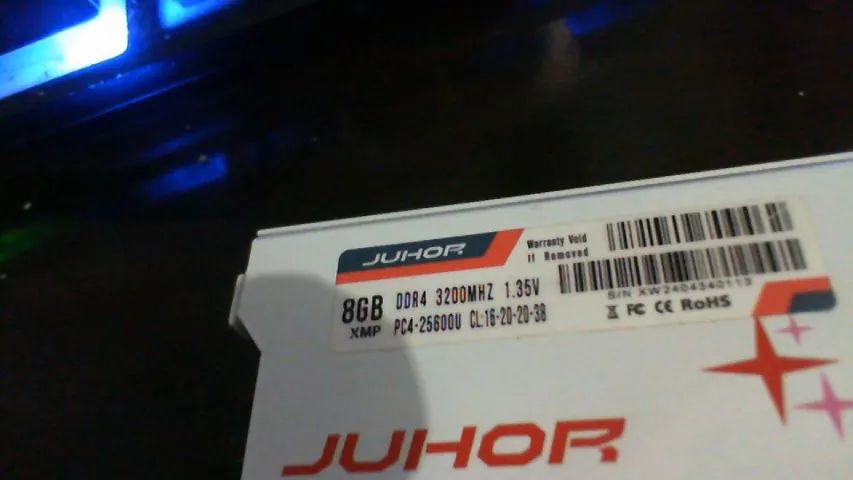 JUHOR
Warranty Void
If Removed
8GB DDR4 3200MHZ 1.35V
XMP PC4-25600U CL:16-20-20-38
S/N XW2404340113
FC CE RoHS
JUHOR